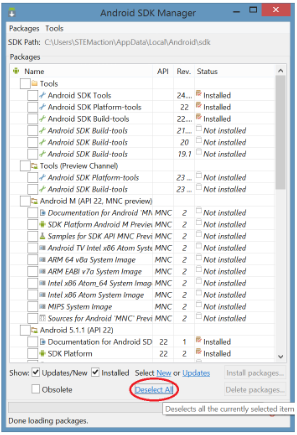 Android SDK Manager
Packages Tools
SDK Path: C:\Users\STEMaction\AppData\Local\Android\sdk
Packages
Name API Rev. Status
Tools
Android SDK Tools 24.... Installed
Android SDK Platform-tools 22 Installed
Android SDK Build-tools 22.... Installed
Android SDK Build-tools 21.... Not installed
Android SDK Build-tools 20 Not installed
Android SDK Build-tools 19.1 Not installed
Tools (Preview Channel)
Android SDK Platform-tools 23 ... Not installed
Android SDK Build-tools 23 ... Not installed
Android M (API 22, MNC preview)
Documentation for Android 'MN MNC 2 Not installed
SDK Platform Android M Preview MNC 2 Not installed
Samples for SDK API MNC Previ MNC 2 Not installed
Android TV Intel x86 Atom Syste MNC 2 Not installed
ARM 64 v8a System Image MNC 2 Not installed
ARM EABI v7a System Image MNC 2 Not installed
Intel x86 Atom_64 System Imag MNC 2 Not installed
Intel x86 Atom System Image MNC 2 Not installed
MIPS System Image MNC 2 Not installed
Sources for Android 'MNC' Previ MNC 2 Not installed
Android 5.1.1 (API 22)
Documentation for Android SD 22 1 Installed
SDK Platform 22 2 Installed
Show: Updates/New Installed Select New or Updates Install packages...
Obsolete Deselect All Delete packages...
Deselects all the currently selected item
Done loading packages.